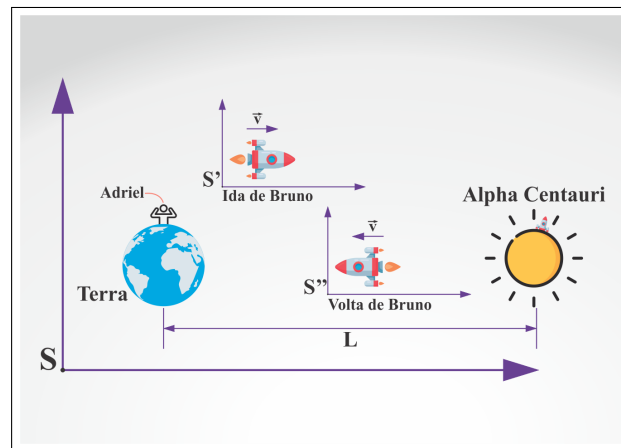 v
S’
Ida de Bruno
Adriel
Alpha Centauri
v
S”
Volta de Bruno
Terra
L
S